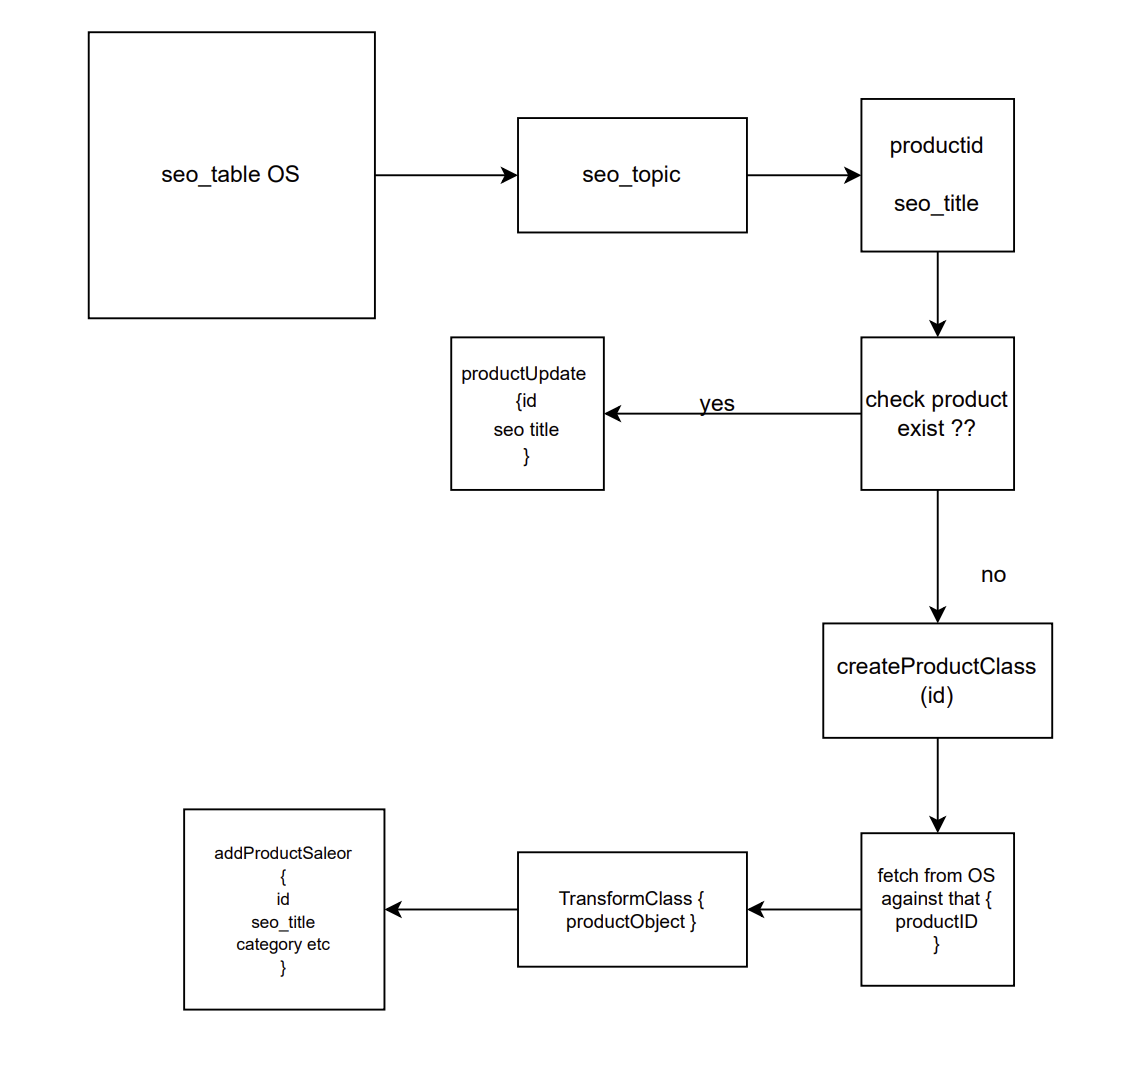 seo_table OS
seo_topic
productid
seo_title
check product
exist ??
yes
productUpdate
{id
seo title
}
no
createProductClass
(id)
fetch from OS
against that {
productID
}
TransformClass {
productObject }
addProductSaleor
{
id
seo_title
category etc
}